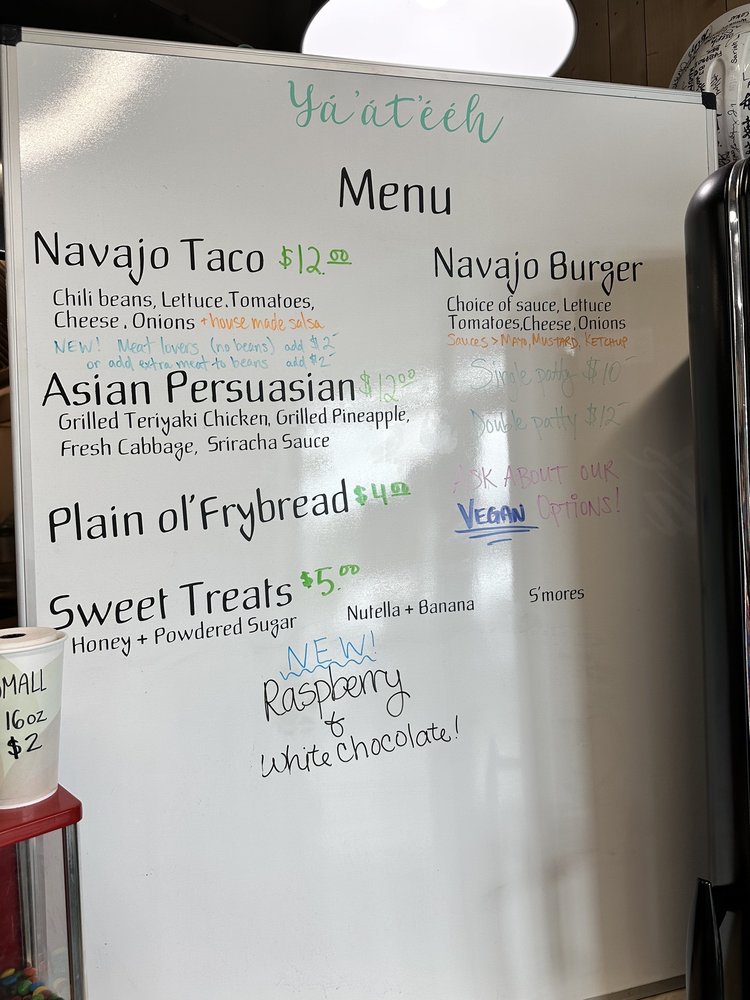 Yá'át'ééh
Menu
Navajo Taco $12.00
Chili beans, Lettuce.Tomatoes,
Cheese, Onions + house made salsa
NEW! Meat lovers (no beans) add $2-
or add extra meat to beans add $2-
Asian Persuasian $12.00
Grilled Teriyaki Chicken, Grilled Pineapple,
Fresh Cabbage, Sriracha Sauce
Plain ol'Frybread $4.00
Navajo Burger
Choice of sauce, Lettuce
Tomatoes,Cheese, Onions
Sauces > MAYO, MUSTARD, KETCHUP
Single patty $10-
Double patty $12-
ASK ABOUT OUR
VEGAN OPTIONS!
Sweet Treats $5.00
Honey + Powdered Sugar
Nutella + Banana
S'mores
NEW!
Raspberry
&
White Chocolate!
SMALL
16oz
$2